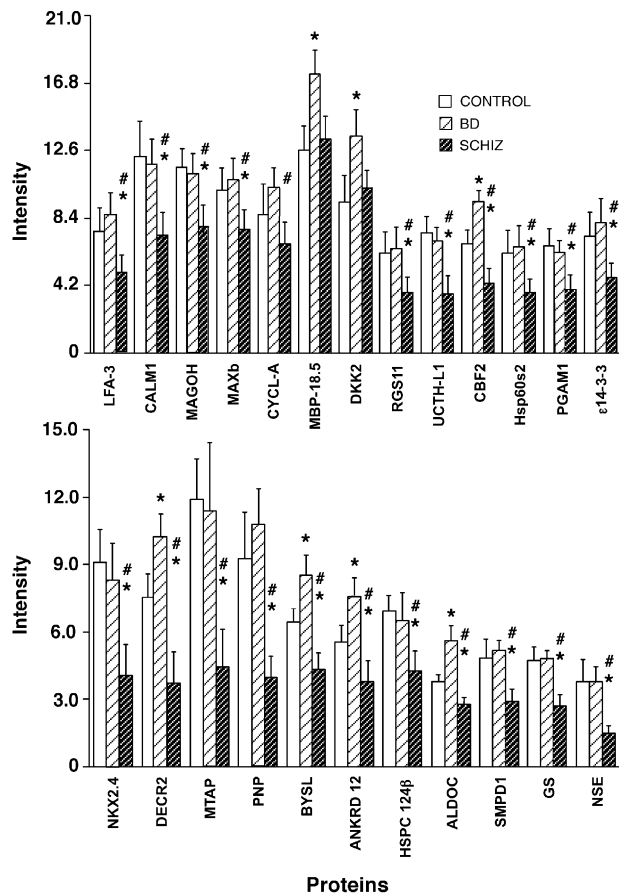 21.0
16.8
12.6
8.4
4.2
0
Intensity
CONTROL
BD
SCHIZ
# *
# *
# *
# *
#
*
*
# *
# *
* # *
# *
# *
# *
LFA-3
CALM1
MAGOH
MAXb
CYCL-A
MBP-18.5
DKK2
RGS11
UCTH-L1
CBF2
Hsp60s2
PGAM1
ε14-3-3
15.0
12.0
9.0
6.0
3.0
0
Intensity
# *
* # *
# *
# *
* # *
* # *
# *
* # *
# *
# *
# *
NKX2.4
DECR2
MTAP
PNP
BYSL
ANKRD 12
HSPC 124β
ALDOC
SMPD1
GS
NSE
Proteins